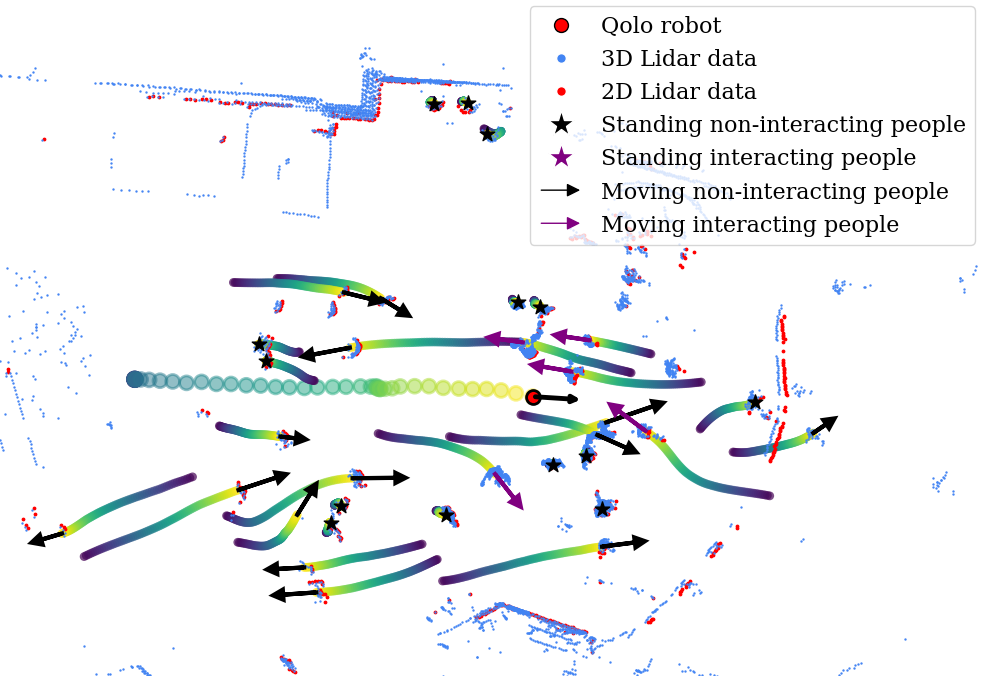 Qolo robot
3D Lidar data
2D Lidar data
Standing non-interacting people
Standing interacting people
Moving non-interacting people
Moving interacting people